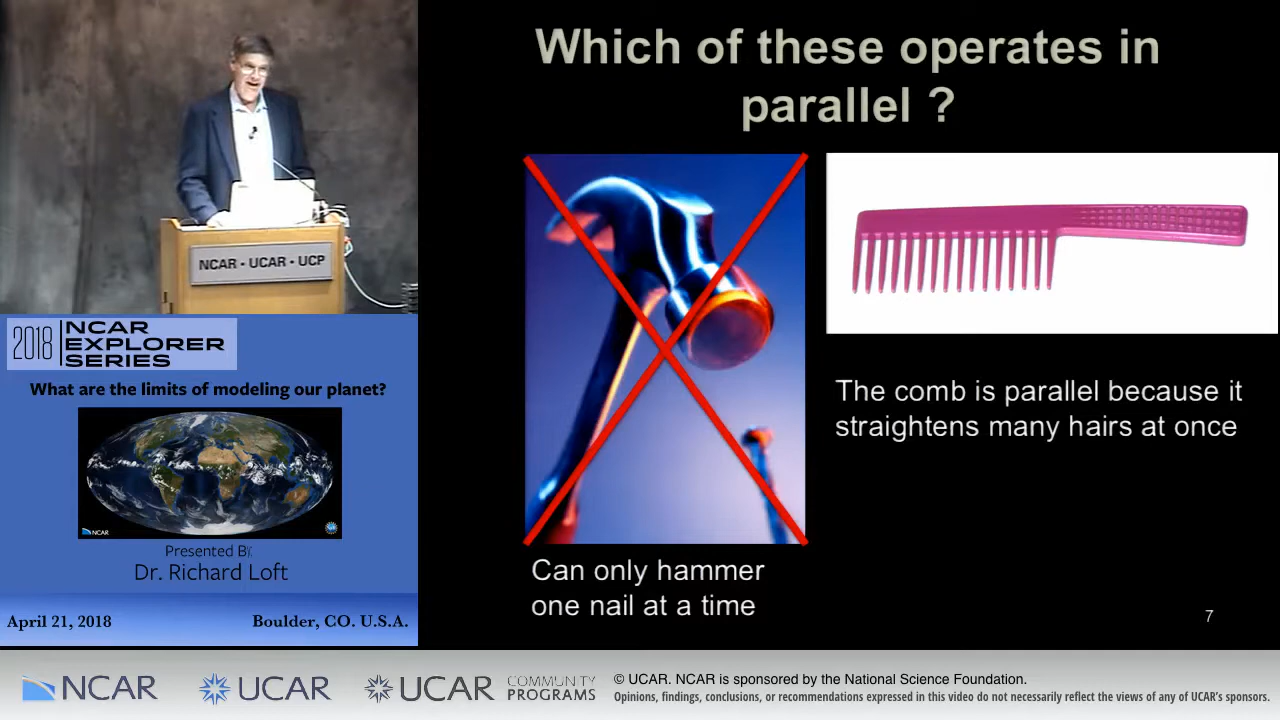 Which of these operates in
parallel ?
Can only hammer
one nail at a time
The comb is parallel because it
straightens many hairs at once
7
NCAR • UCAR • UCP
2018 NCAR
EXPLORER
SERIES
What are the limits of modeling our planet?
NCAR
Presented By:
Dr. Richard Loft
April 21, 2018 Boulder, CO. U.S.A.
NCAR
UCAR
UCAR COMMUNITY
PROGRAMS
© UCAR. NCAR is sponsored by the National Science Foundation.
Opinions, findings, conclusions, or recommendations expressed in this video do not necessarily reflect the views of any of UCAR's sponsors.